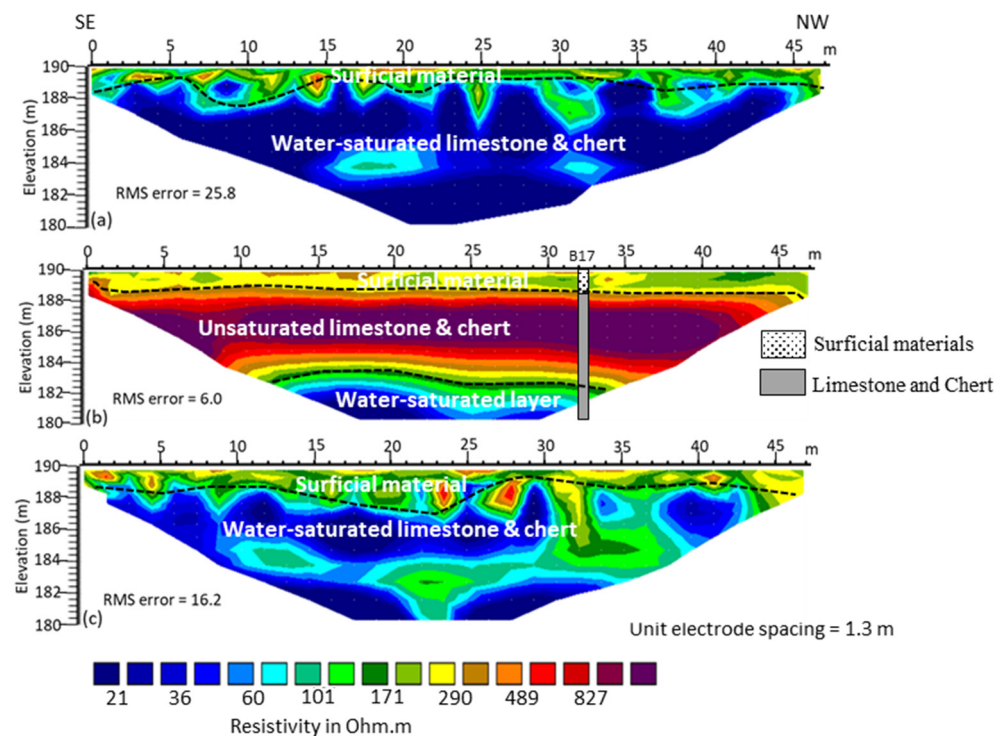 SE NW
0 5 10 15 20 25 30 35 40 45 m
190
188
186
184
182
180
Elevation (m)
Surficial material
Water-saturated limestone & chert
RMS error = 25.8
(a)
0 5 10 15 20 25 30 B17 35 40 45 m
190
188
186
184
182
180
Elevation (m)
Surficial material
Unsaturated limestone & chert
Water-saturated layer
RMS error = 6.0
(b)
Surficial materials
Limestone and Chert
0 5 10 15 20 25 30 35 40 45 m
190
188
186
184
182
180
Elevation (m)
Surficial material
Water-saturated limestone & chert
RMS error = 16.2
(c)
Unit electrode spacing = 1.3 m
21 36 60 101 171 290 489 827
Resistivity in Ohm.m